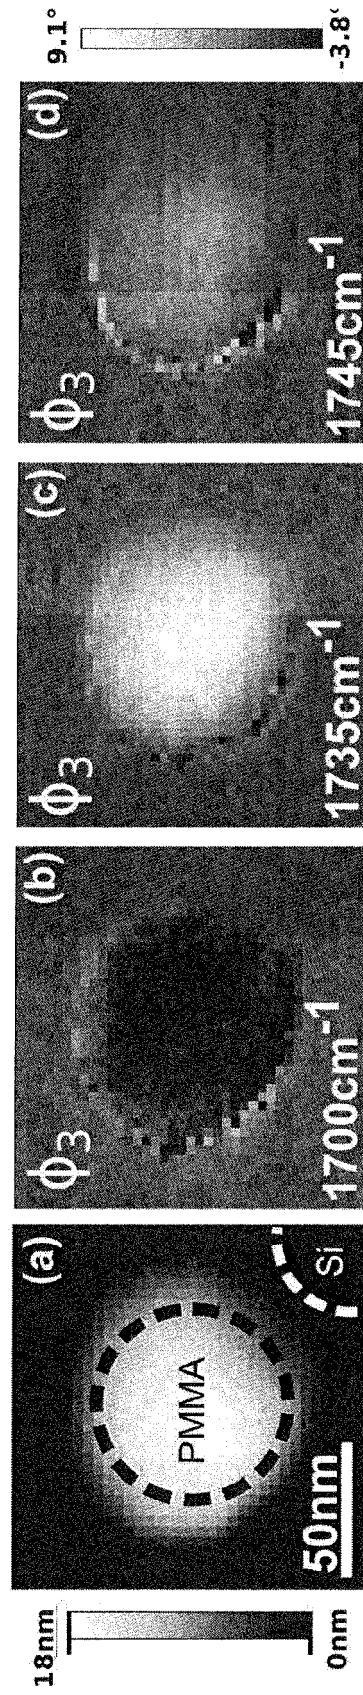 18nm
0nm
(a)
PMMA
50nm
Si
(b)
ϕ3
1700cm-1
(c)
ϕ3
1735cm-1
(d)
ϕ3
1745cm-1
9.1°
-3.8°